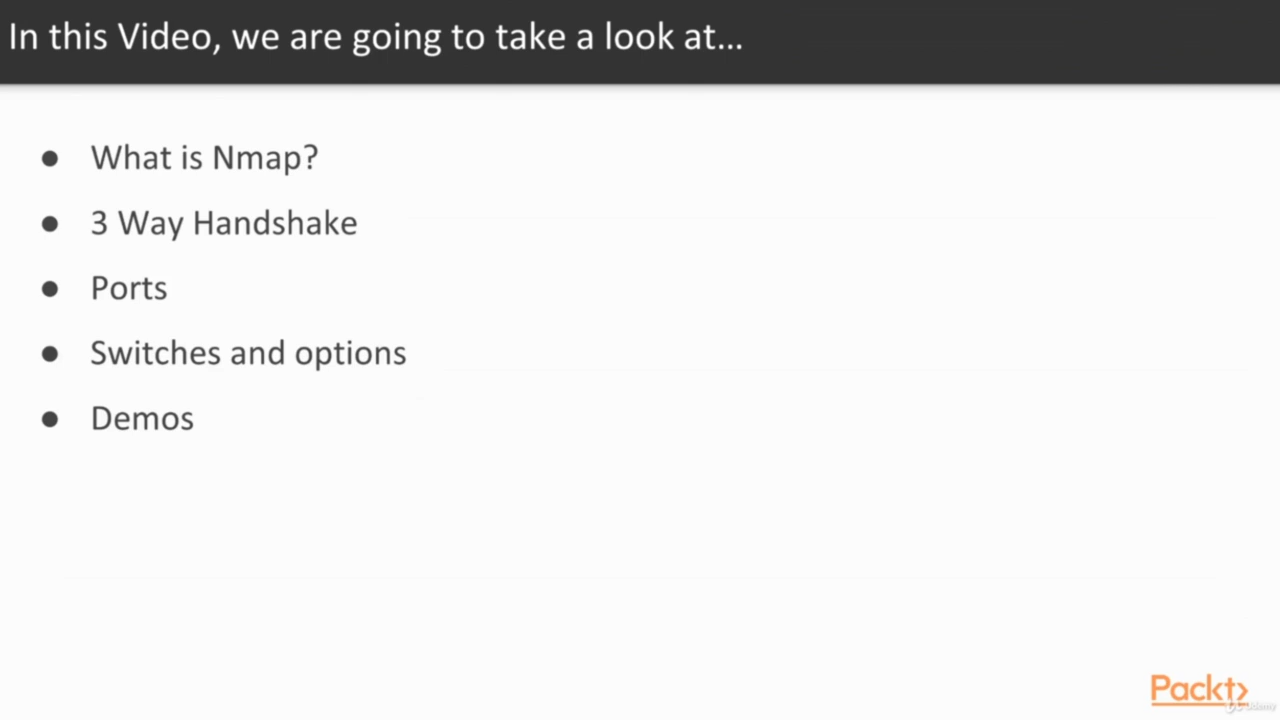 In this Video, we are going to take a look at...
● What is Nmap?
● 3 Way Handshake
● Ports
● Switches and options
● Demos
Packt>
Udemy